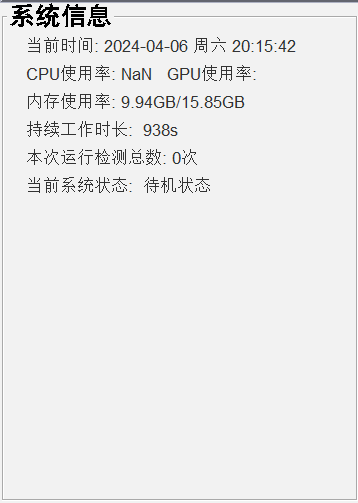 系统信息
当前时间: 2024-04-06 周六 20:15:42
CPU使用率: NaN   GPU使用率:
内存使用率: 9.94GB/15.85GB
持续工作时长:  938s
本次运行检测总数: 0次
当前系统状态:  待机状态